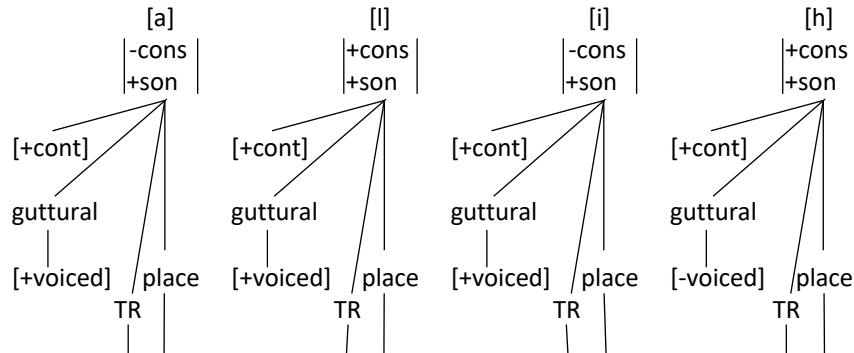 [a] [l] [i] [h]
-cons +cons -cons +cons
+son +son +son +son
[+cont] [+cont] [+cont] [+cont]
guttural guttural guttural guttural
[+voiced] place [+voiced] place [+voiced] place [-voiced] place
TR TR TR TR